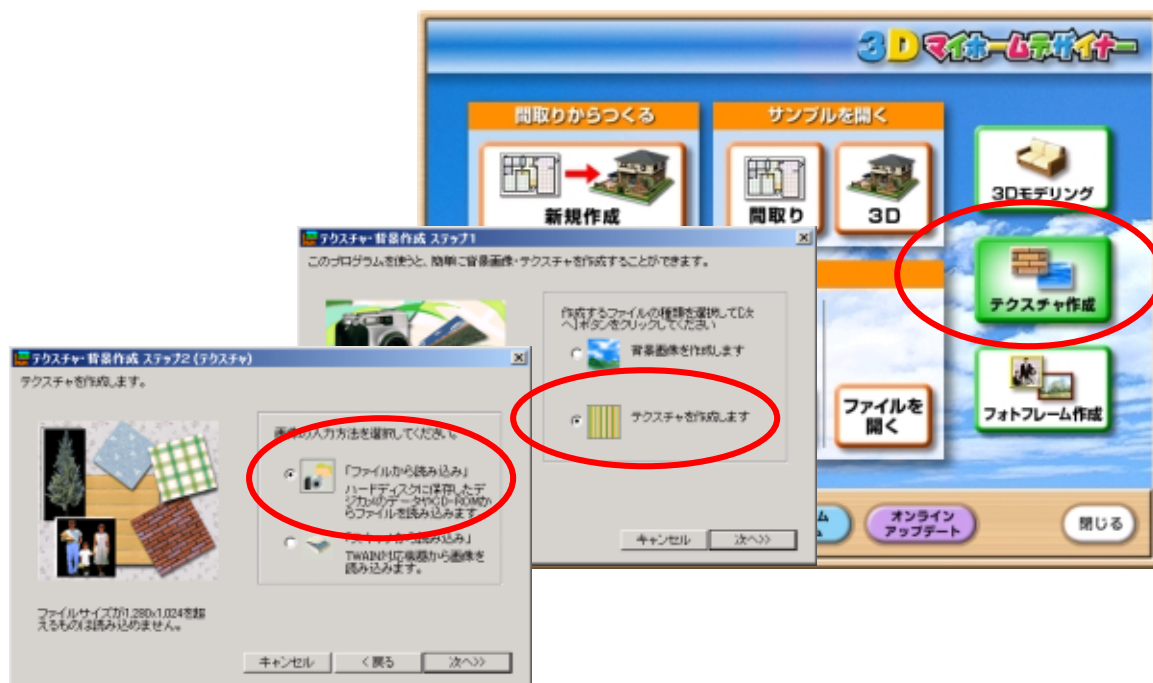 3Dマイホームデザイナー
間取りからつくる
サンプルを開く
新規作成
間取り
3D
3Dモデリング
テクスチャ作成
ファイルを
開く
フォトフレーム作成
オンライン
アップデート
閉じる
テクスチャ・背景作成 ステップ1
このプログラムを使うと、簡単に背景画像・テクスチャを作成することができます。
作成するファイルの種類を選択して[次
へ]ボタンをクリックしてください
背景画像を作成します
テクスチャを作成します
キャンセル
次へ>>
テクスチャ・背景作成 ステップ2 (テクスチャ)
テクスチャを作成します。
画像の入力方法を選択してください。
「ファイルから読み込み」
ハードディスクに保存したデ
ジカメのデータやCD-ROMか
らファイルを読み込みます
「スキャナから読み込み」
TWAIN対応機器から画像を
読み込みます。
ファイルサイズが1,280x1,024を超
えるものは読み込めません。
キャンセル
< 戻る
次へ>>